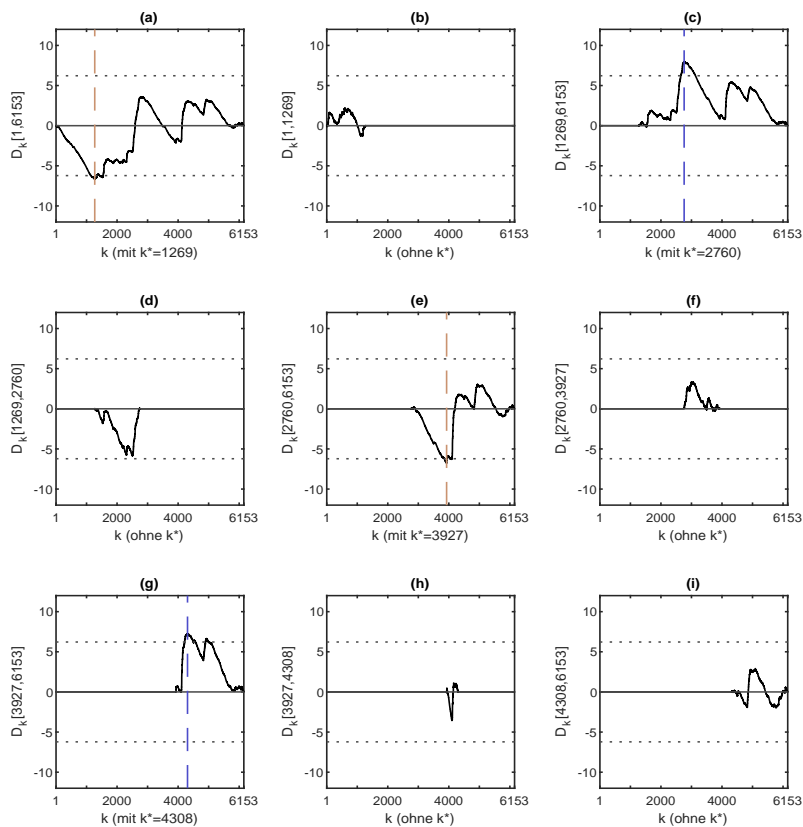 (a)
10
5
0
-5
-10
D_k[1,6153]
1 2000 4000 6153
k (mit k*=1269)
(b)
10
5
0
-5
-10
D_k[1,1269]
1 2000 4000 6153
k (ohne k*)
(c)
10
5
0
-5
-10
D_k[1269,6153]
1 2000 4000 6153
k (mit k*=2760)
(d)
10
5
0
-5
-10
D_k[1269,2760]
1 2000 4000 6153
k (ohne k*)
(e)
10
5
0
-5
-10
D_k[2760,6153]
1 2000 4000 6153
k (mit k*=3927)
(f)
10
5
0
-5
-10
D_k[2760,3927]
1 2000 4000 6153
k (ohne k*)
(g)
10
5
0
-5
-10
D_k[3927,6153]
1 2000 4000 6153
k (mit k*=4308)
(h)
10
5
0
-5
-10
D_k[3927,4308]
1 2000 4000 6153
k (ohne k*)
(i)
10
5
0
-5
-10
D_k[4308,6153]
1 2000 4000 6153
k (ohne k*)